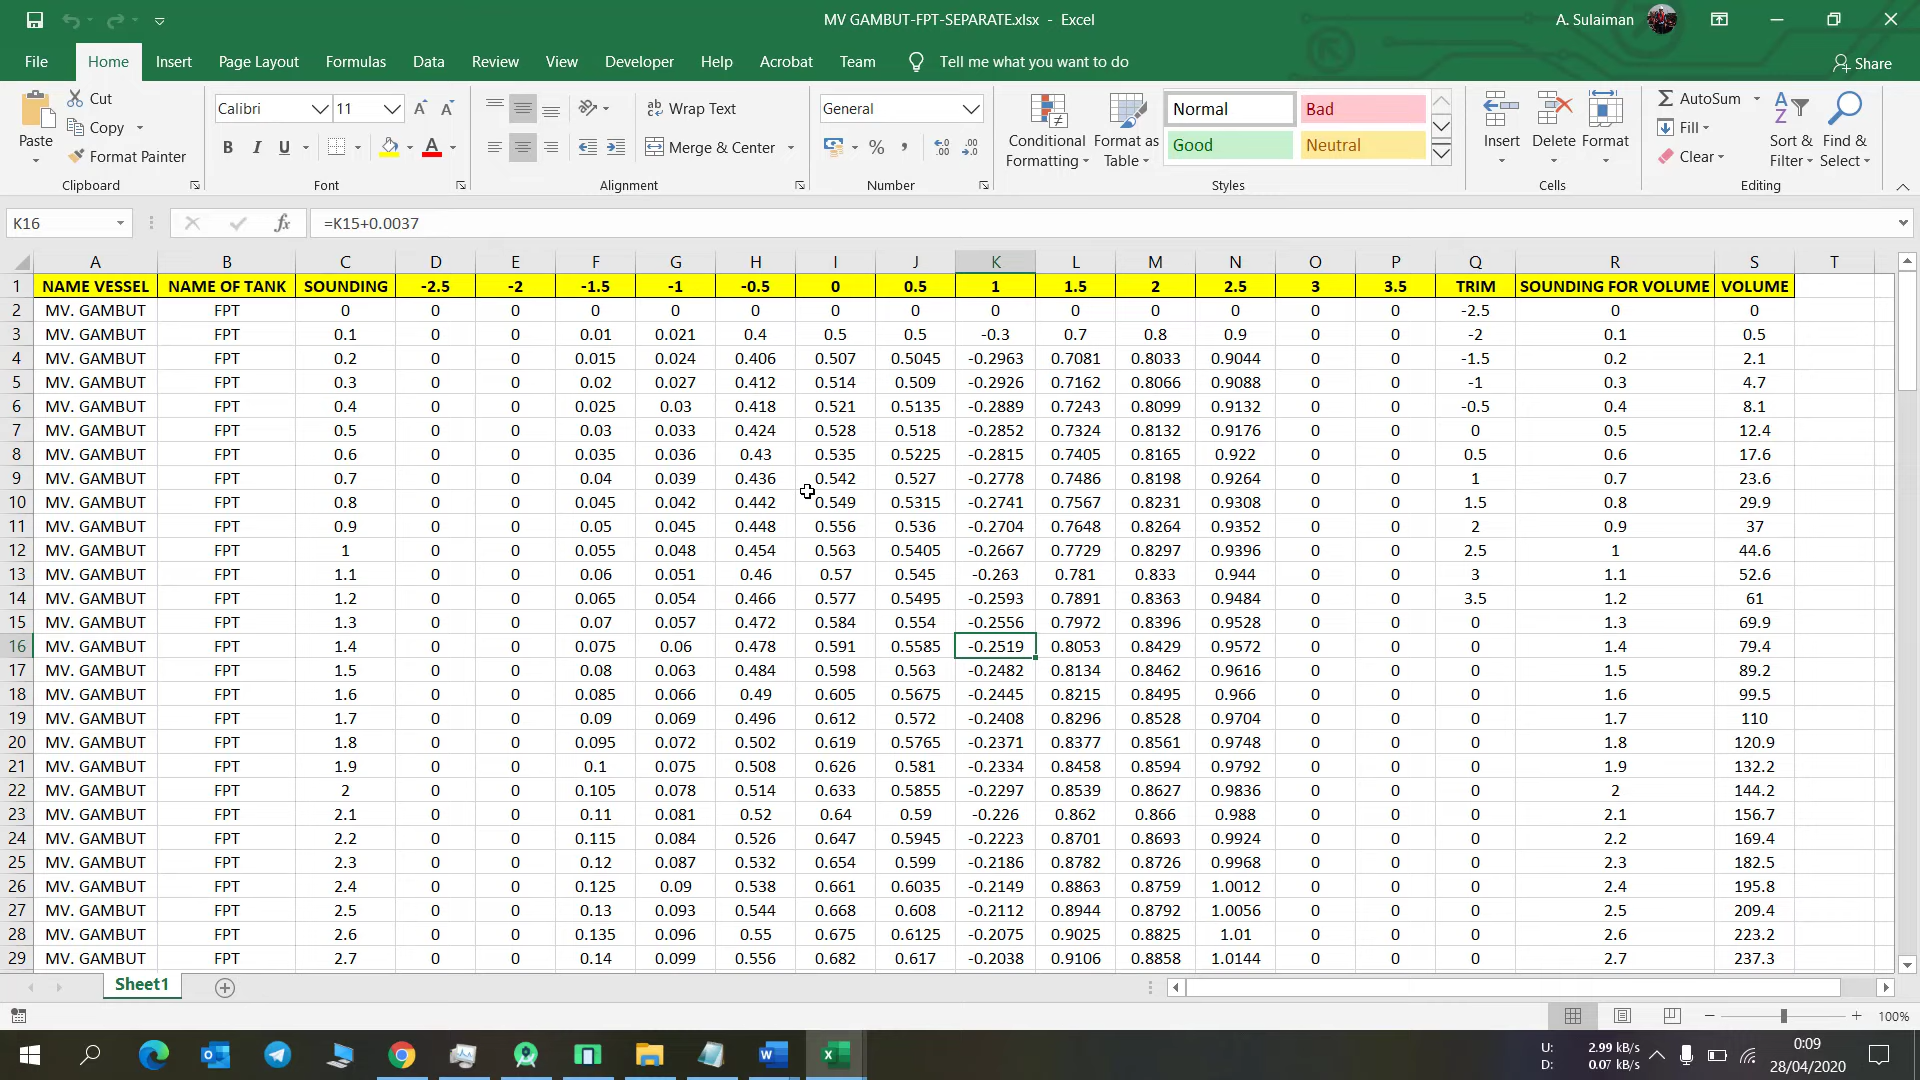 MV GAMBUT-FPT-SEPARATE.xlsx - Excel
A. Sulaiman
File Home Insert Page Layout Formulas Data Review View Developer Help Acrobat Team Tell me what you want to do Share
Paste Cut Copy Format Painter Clipboard
Calibri 11 B I U A Font
Wrap Text Merge & Center Alignment
General % , Number
Conditional Formatting Format as Table Normal Bad Good Neutral Styles
Insert Delete Format Cells
AutoSum Fill Clear Sort & Filter Find & Select Editing
K16 fx =K15+0.0037
A B C D E F G H I J K L M N O P Q R S T
1 NAME VESSEL NAME OF TANK SOUNDING -2.5 -2 -1.5 -1 -0.5 0 0.5 1 1.5 2 2.5 3 3.5 TRIM SOUNDING FOR VOLUME VOLUME
2 MV. GAMBUT FPT 0 0 0 0 0 0 0 0 0 0 0 0 0 0 -2.5 0 0
3 MV. GAMBUT FPT 0.1 0 0 0.01 0.021 0.4 0.5 0.5 -0.3 0.7 0.8 0.9 0 0 -2 0.1 0.5
4 MV. GAMBUT FPT 0.2 0 0 0.015 0.024 0.406 0.507 0.5045 -0.2963 0.7081 0.8033 0.9044 0 0 -1.5 0.2 2.1
5 MV. GAMBUT FPT 0.3 0 0 0.02 0.027 0.412 0.514 0.509 -0.2926 0.7162 0.8066 0.9088 0 0 -1 0.3 4.7
6 MV. GAMBUT FPT 0.4 0 0 0.025 0.03 0.418 0.521 0.5135 -0.2889 0.7243 0.8099 0.9132 0 0 -0.5 0.4 8.1
7 MV. GAMBUT FPT 0.5 0 0 0.03 0.033 0.424 0.528 0.518 -0.2852 0.7324 0.8132 0.9176 0 0 0 0.5 12.4
8 MV. GAMBUT FPT 0.6 0 0 0.035 0.036 0.43 0.535 0.5225 -0.2815 0.7405 0.8165 0.922 0 0 0.5 0.6 17.6
9 MV. GAMBUT FPT 0.7 0 0 0.04 0.039 0.436 0.542 0.527 -0.2778 0.7486 0.8198 0.9264 0 0 1 0.7 23.6
10 MV. GAMBUT FPT 0.8 0 0 0.045 0.042 0.442 0.549 0.5315 -0.2741 0.7567 0.8231 0.9308 0 0 1.5 0.8 29.9
11 MV. GAMBUT FPT 0.9 0 0 0.05 0.045 0.448 0.556 0.536 -0.2704 0.7648 0.8264 0.9352 0 0 2 0.9 37
12 MV. GAMBUT FPT 1 0 0 0.055 0.048 0.454 0.563 0.5405 -0.2667 0.7729 0.8297 0.9396 0 0 2.5 1 44.6
13 MV. GAMBUT FPT 1.1 0 0 0.06 0.051 0.46 0.57 0.545 -0.263 0.781 0.833 0.944 0 0 3 1.1 52.6
14 MV. GAMBUT FPT 1.2 0 0 0.065 0.054 0.466 0.577 0.5495 -0.2593 0.7891 0.8363 0.9484 0 0 3.5 1.2 61
15 MV. GAMBUT FPT 1.3 0 0 0.07 0.057 0.472 0.584 0.554 -0.2556 0.7972 0.8396 0.9528 0 0 0 1.3 69.9
16 MV. GAMBUT FPT 1.4 0 0 0.075 0.06 0.478 0.591 0.5585 -0.2519 0.8053 0.8429 0.9572 0 0 0 1.4 79.4
17 MV. GAMBUT FPT 1.5 0 0 0.08 0.063 0.484 0.598 0.563 -0.2482 0.8134 0.8462 0.9616 0 0 0 1.5 89.2
18 MV. GAMBUT FPT 1.6 0 0 0.085 0.066 0.49 0.605 0.5675 -0.2445 0.8215 0.8495 0.966 0 0 0 1.6 99.5
19 MV. GAMBUT FPT 1.7 0 0 0.09 0.069 0.496 0.612 0.572 -0.2408 0.8296 0.8528 0.9704 0 0 0 1.7 110
20 MV. GAMBUT FPT 1.8 0 0 0.095 0.072 0.502 0.619 0.5765 -0.2371 0.8377 0.8561 0.9748 0 0 0 1.8 120.9
21 MV. GAMBUT FPT 1.9 0 0 0.1 0.075 0.508 0.626 0.581 -0.2334 0.8458 0.8594 0.9792 0 0 0 1.9 132.2
22 MV. GAMBUT FPT 2 0 0 0.105 0.078 0.514 0.633 0.5855 -0.2297 0.8539 0.8627 0.9836 0 0 0 2 144.2
23 MV. GAMBUT FPT 2.1 0 0 0.11 0.081 0.52 0.64 0.59 -0.226 0.862 0.866 0.988 0 0 0 2.1 156.7
24 MV. GAMBUT FPT 2.2 0 0 0.115 0.084 0.526 0.647 0.5945 -0.2223 0.8701 0.8693 0.9924 0 0 0 2.2 169.4
25 MV. GAMBUT FPT 2.3 0 0 0.12 0.087 0.532 0.654 0.599 -0.2186 0.8782 0.8726 0.9968 0 0 0 2.3 182.5
26 MV. GAMBUT FPT 2.4 0 0 0.125 0.09 0.538 0.661 0.6035 -0.2149 0.8863 0.8759 1.0012 0 0 0 2.4 195.8
27 MV. GAMBUT FPT 2.5 0 0 0.13 0.093 0.544 0.668 0.608 -0.2112 0.8944 0.8792 1.0056 0 0 0 2.5 209.4
28 MV. GAMBUT FPT 2.6 0 0 0.135 0.096 0.55 0.675 0.6125 -0.2075 0.9025 0.8825 1.01 0 0 0 2.6 223.2
29 MV. GAMBUT FPT 2.7 0 0 0.14 0.099 0.556 0.682 0.617 -0.2038 0.9106 0.8858 1.0144 0 0 0 2.7 237.3
Sheet1
100%
U: 2.99 kB/s 0:09
D: 0.07 kB/s 28/04/2020